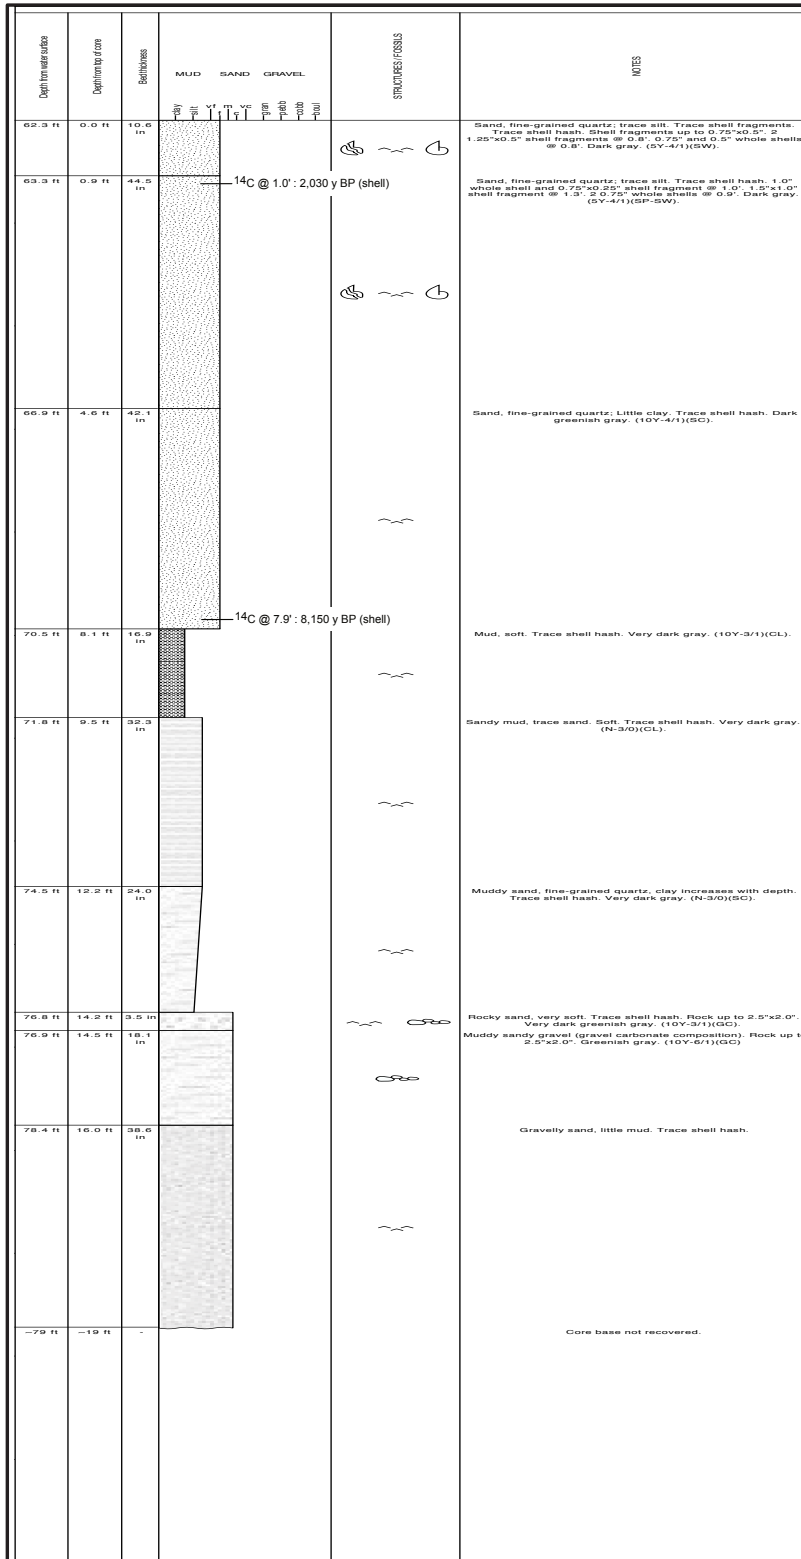 Depth from water surface
Depth from top of core
Bed thickness
MUD SAND GRAVEL
clay
silt
vf
f
m
vc
gran
pebb
cobb
boul
STRUCTURES / FOSSILS
NOTES
62.3 ft 0.0 ft 10.6 in
Sand, fine-grained quartz; trace silt. Trace shell fragments.
Trace shell hash. Shell fragments up to 0.75"x0.5". 2
1.25"x0.5" shell fragments @ 0.8'. 0.75" and 0.5" whole shells
@ 0.8'. Dark gray. (5Y-4/1)(SW).
63.3 ft 0.9 ft 44.5 in
14C @ 1.0' : 2,030 y BP (shell)
Sand, fine-grained quartz; trace silt. Trace shell hash. 1.0"
whole shell and 0.75"x0.25" shell fragment @ 1.0'. 1.5"x1.0"
shell fragment @ 1.3'. 2 0.75" whole shells @ 0.9'. Dark gray.
(5Y-4/1)(SP-SW).
66.9 ft 4.6 ft 42.1 in
Sand, fine-grained quartz; Little clay. Trace shell hash. Dark
greenish gray. (10Y-4/1)(SC).
14C @ 7.9' : 8,150 y BP (shell)
70.5 ft 8.1 ft 16.9 in
Mud, soft. Trace shell hash. Very dark gray. (10Y-3/1)(CL).
71.8 ft 9.5 ft 32.3 in
Sandy mud, trace sand. Soft. Trace shell hash. Very dark gray.
(N-3/0)(CL).
74.5 ft 12.2 ft 24.0 in
Muddy sand, fine-grained quartz, clay increases with depth.
Trace shell hash. Very dark gray. (N-3/0)(SC).
76.8 ft 14.2 ft 3.5 in
Rocky sand, very soft. Trace shell hash. Rock up to 2.5"x2.0".
Very dark greenish gray. (10Y-3/1)(GC).
76.9 ft 14.5 ft 18.1 in
Muddy sandy gravel (gravel carbonate composition). Rock up to
2.5"x2.0". Greenish gray. (10Y-6/1)(GC)
78.4 ft 16.0 ft 38.6 in
Gravelly sand, little mud. Trace shell hash.
~79 ft ~19 ft -
Core base not recovered.